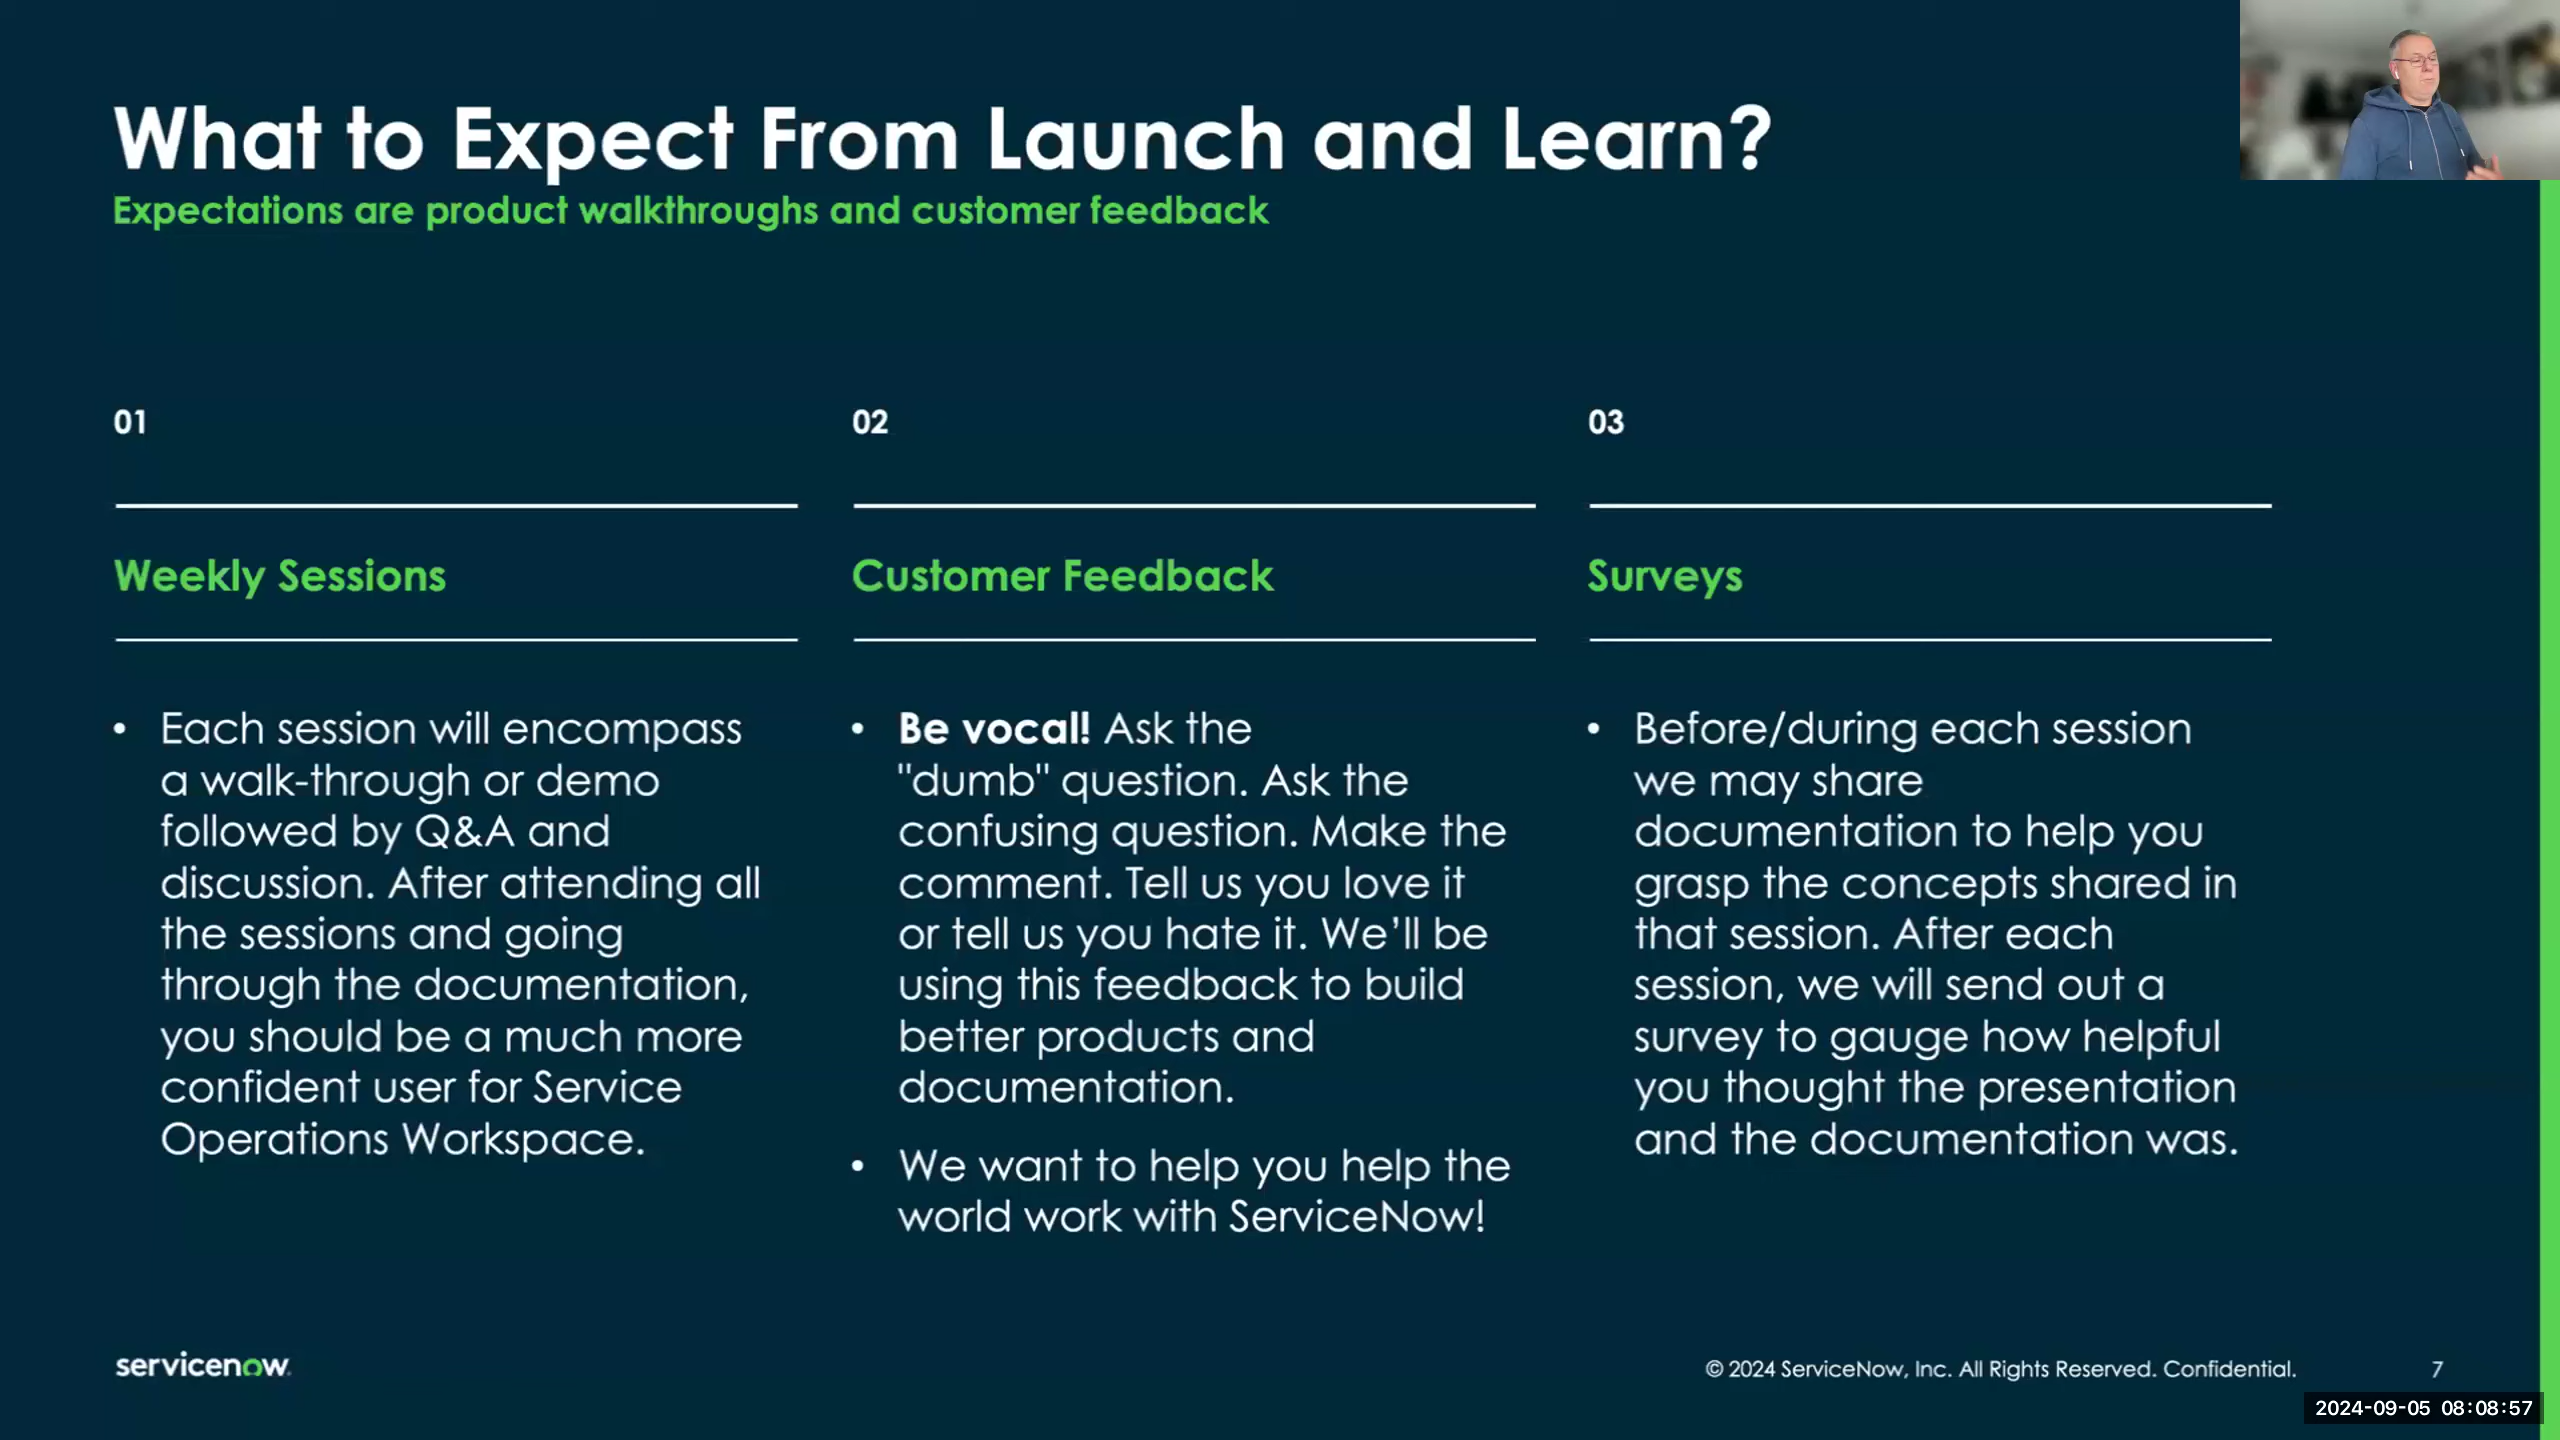 What to Expect From Launch and Learn?
Expectations are product walkthroughs and customer feedback
01
Weekly Sessions
• Each session will encompass
a walk-through or demo
followed by Q&A and
discussion. After attending all
the sessions and going
through the documentation,
you should be a much more
confident user for Service
Operations Workspace.
02
Customer Feedback
• Be vocal! Ask the
"dumb" question. Ask the
confusing question. Make the
comment. Tell us you love it
or tell us you hate it. We’ll be
using this feedback to build
better products and
documentation.
• We want to help you help the
world work with ServiceNow!
03
Surveys
• Before/during each session
we may share
documentation to help you
grasp the concepts shared in
that session. After each
session, we will send out a
survey to gauge how helpful
you thought the presentation
and the documentation was.
servicenow
© 2024 ServiceNow, Inc. All Rights Reserved. Confidential.
7
2024-09-05 08:08:57